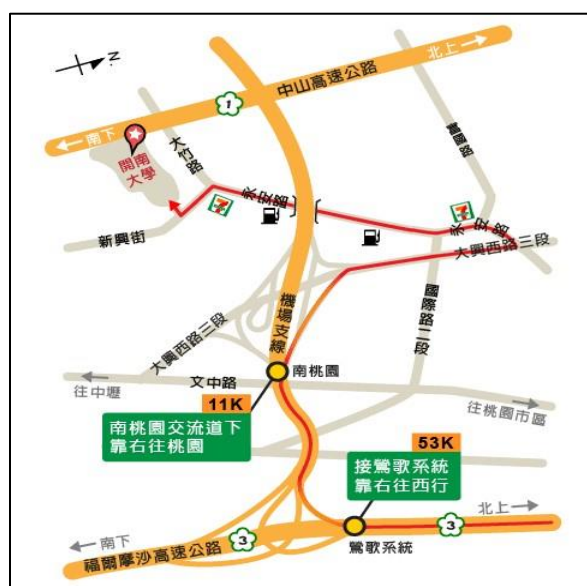 N
北上
中山高速公路
1
南下
開南
大學
大竹路
富國路
永安路
7
7
永安路
新興街
大興西路三段
機場支線
國際路二段
大興西路三段
南桃園
文中路
往中壢
往桃園市區
11K
南桃園交流道下
靠右往桃園
53K
接鶯歌系統
靠右往西行
北上
3
南下
3
福爾摩沙高速公路
鶯歌系統